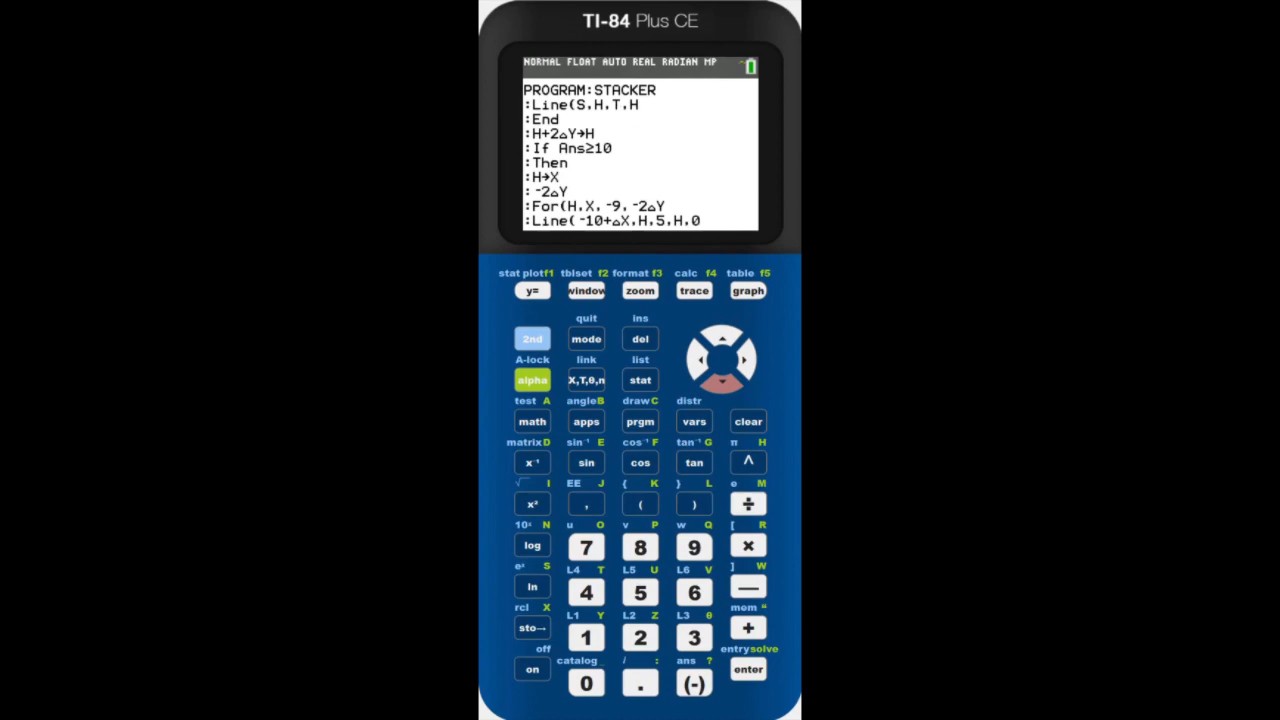 TI-84 Plus CE
NORMAL FLOAT AUTO REAL RADIAN MP
PROGRAM:STACKER
:Line(S,H,T,H
:End
:H+2△Y→H
:If Ans≥10
:Then
:H→X
:-2△Y
:For(H,X,-9,-2△Y
:Line(-10+△X,H,5,H,0
stat plot f1 tblset f2 format f3 calc f4 table f5
y= window zoom trace graph
quit ins
2nd mode del
A-lock link list
alpha X,T,θ,n stat
test A angle B draw C distr
math apps prgm vars clear
matrix D sin⁻¹ E cos⁻¹ F tan⁻¹ G π H
x⁻¹ sin cos tan ^
√ I EE J { K } L e M
x² , ( ) ÷
10ˣ N u O v P w Q [ R
log 7 8 9 ×
eˣ S L4 T L5 U L6 V ] W
ln 4 5 6 —
rcl X L1 Y L2 Z L3 θ mem "
sto→ 1 2 3 +
off catalog _ / : ans ? entry solve
on 0 . (-) enter